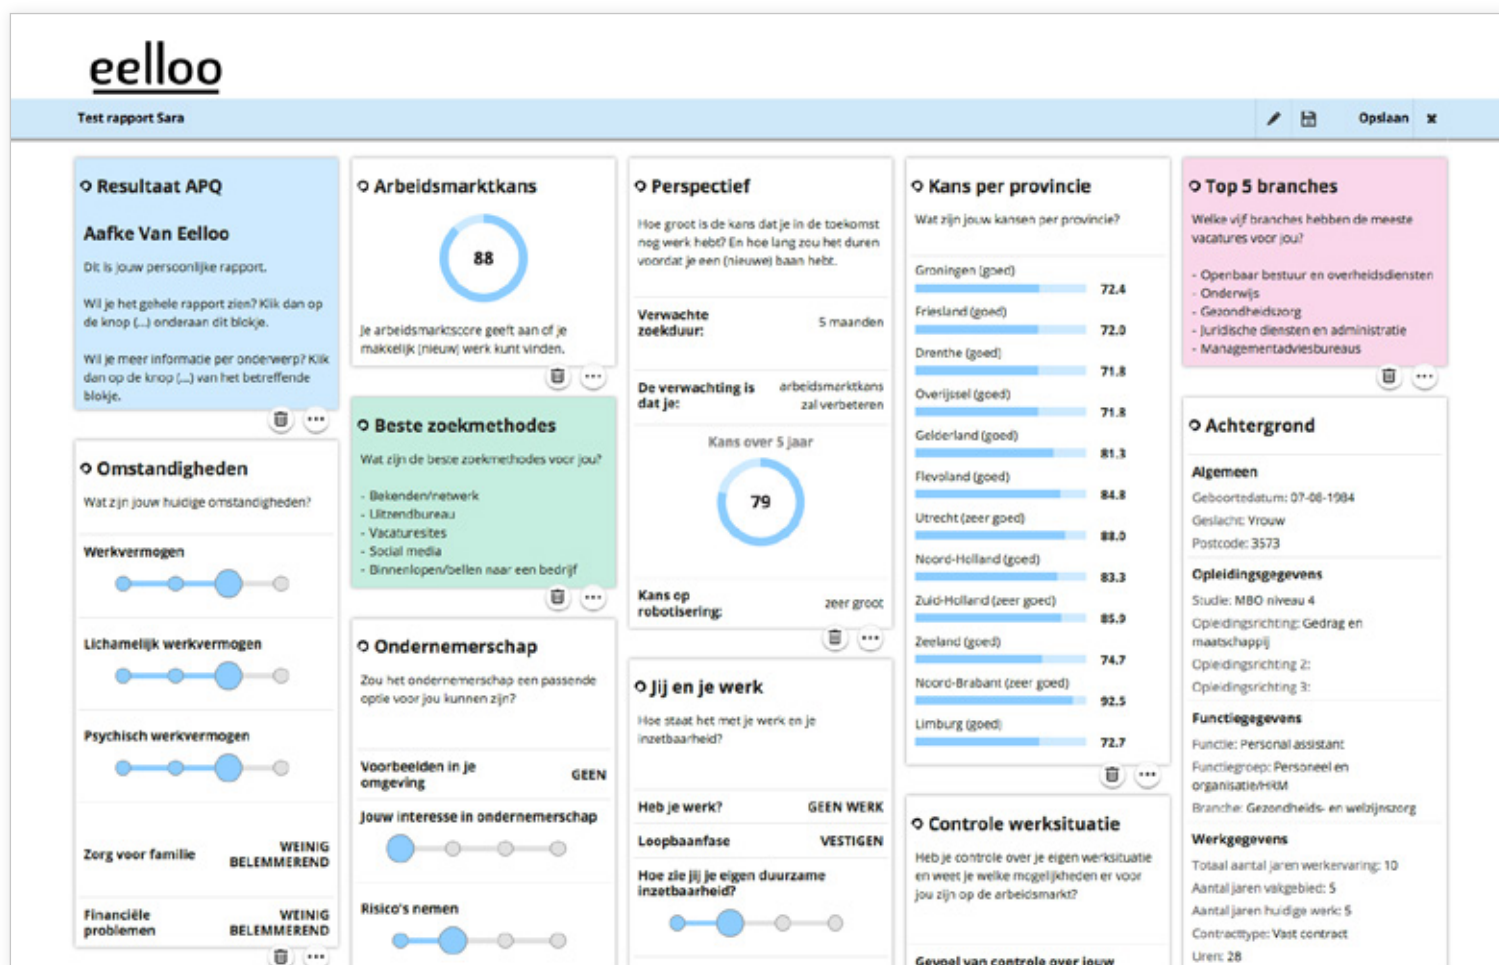 eelloo
Test rapport Sara
Opslaan
Resultaat APQ
Aafke Van Eelloo
Dit is jouw persoonlijke rapport.
Wil je het gehele rapport zien? Klik dan op
de knop (...) onderaan dit blokje.
Wil je meer informatie per onderwerp? Klik
dan op de knop (...) van het betreffende
blokje.
Omstandigheden
Wat zijn jouw huidige omstandigheden?
Werkvermogen
Lichamelijk werkvermogen
Psychisch werkvermogen
Zorg voor familie
WEINIG
BELEMMEREND
Financiële
problemen
WEINIG
BELEMMEREND
Arbeidsmarktkans
88
Je arbeidsmarktscore geeft aan of je
makkelijk (nieuw) werk kunt vinden.
Beste zoekmethodes
Wat zijn de beste zoekmethodes voor jou?
- Bekenden/netwerk
- Uitzendbureau
- Vacaturesites
- Social media
- Binnenlopen/bellen naar een bedrijf
Ondernemerschap
Zou het ondernemerschap een passende
optie voor jou kunnen zijn?
Voorbeelden in je
omgeving
GEEN
Jouw interesse in ondernemerschap
Risico's nemen
Perspectief
Hoe groot is de kans dat je in de toekomst
nog werk hebt? En hoe lang zou het duren
voordat je een (nieuwe) baan hebt.
Verwachte
zoekduur:
5 maanden
De verwachting is
dat je:
arbeidsmarktkans
zal verbeteren
Kans over 5 jaar
79
Kans op
robotisering:
zeer groot
Jij en je werk
Hoe staat het met je werk en je
inzetbaarheid?
Heb je werk?
GEEN WERK
Loopbaanfase
VESTIGEN
Hoe zie jij je eigen duurzame
inzetbaarheid?
Kans per provincie
Wat zijn jouw kansen per provincie?
Groningen (goed)
72.4
Friesland (goed)
72.0
Drenthe (goed)
71.8
Overijssel (goed)
71.8
Gelderland (goed)
81.3
Flevoland (goed)
84.8
Utrecht (zeer goed)
88.0
Noord-Holland (goed)
83.3
Zuid-Holland (zeer goed)
85.9
Zeeland (goed)
74.7
Noord-Brabant (zeer goed)
92.5
Limburg (goed)
72.7
Controle werksituatie
Heb je controle over je eigen werksituatie
en weet je welke mogelijkheden er voor
jou zijn op de arbeidsmarkt?
Gevoel van controle over jouw
Top 5 branches
Welke vijf branches hebben de meeste
vacatures voor jou?
- Openbaar bestuur en overheidsdiensten
- Onderwijs
- Gezondheidszorg
- Juridische diensten en administratie
- Managementadviesbureaus
Achtergrond
Algemeen
Geboortedatum: 07-08-1984
Geslacht: Vrouw
Postcode: 3573
Opleidingsgegevens
Studie: MBO niveau 4
Opleidingsrichting: Gedrag en
maatschappij
Opleidingsrichting 2:
Opleidingsrichting 3:
Functiegegevens
Functie: Personal assistant
Functiegroep: Personeel en
organisatie/HRM
Branche: Gezondheids- en welzijnszorg
Werkgegevens
Totaal aantal jaren werkervaring: 10
Aantal jaren vakgebied: 5
Aantal jaren huidige werk: 5
Contracttype: Vast contract
Uren: 28